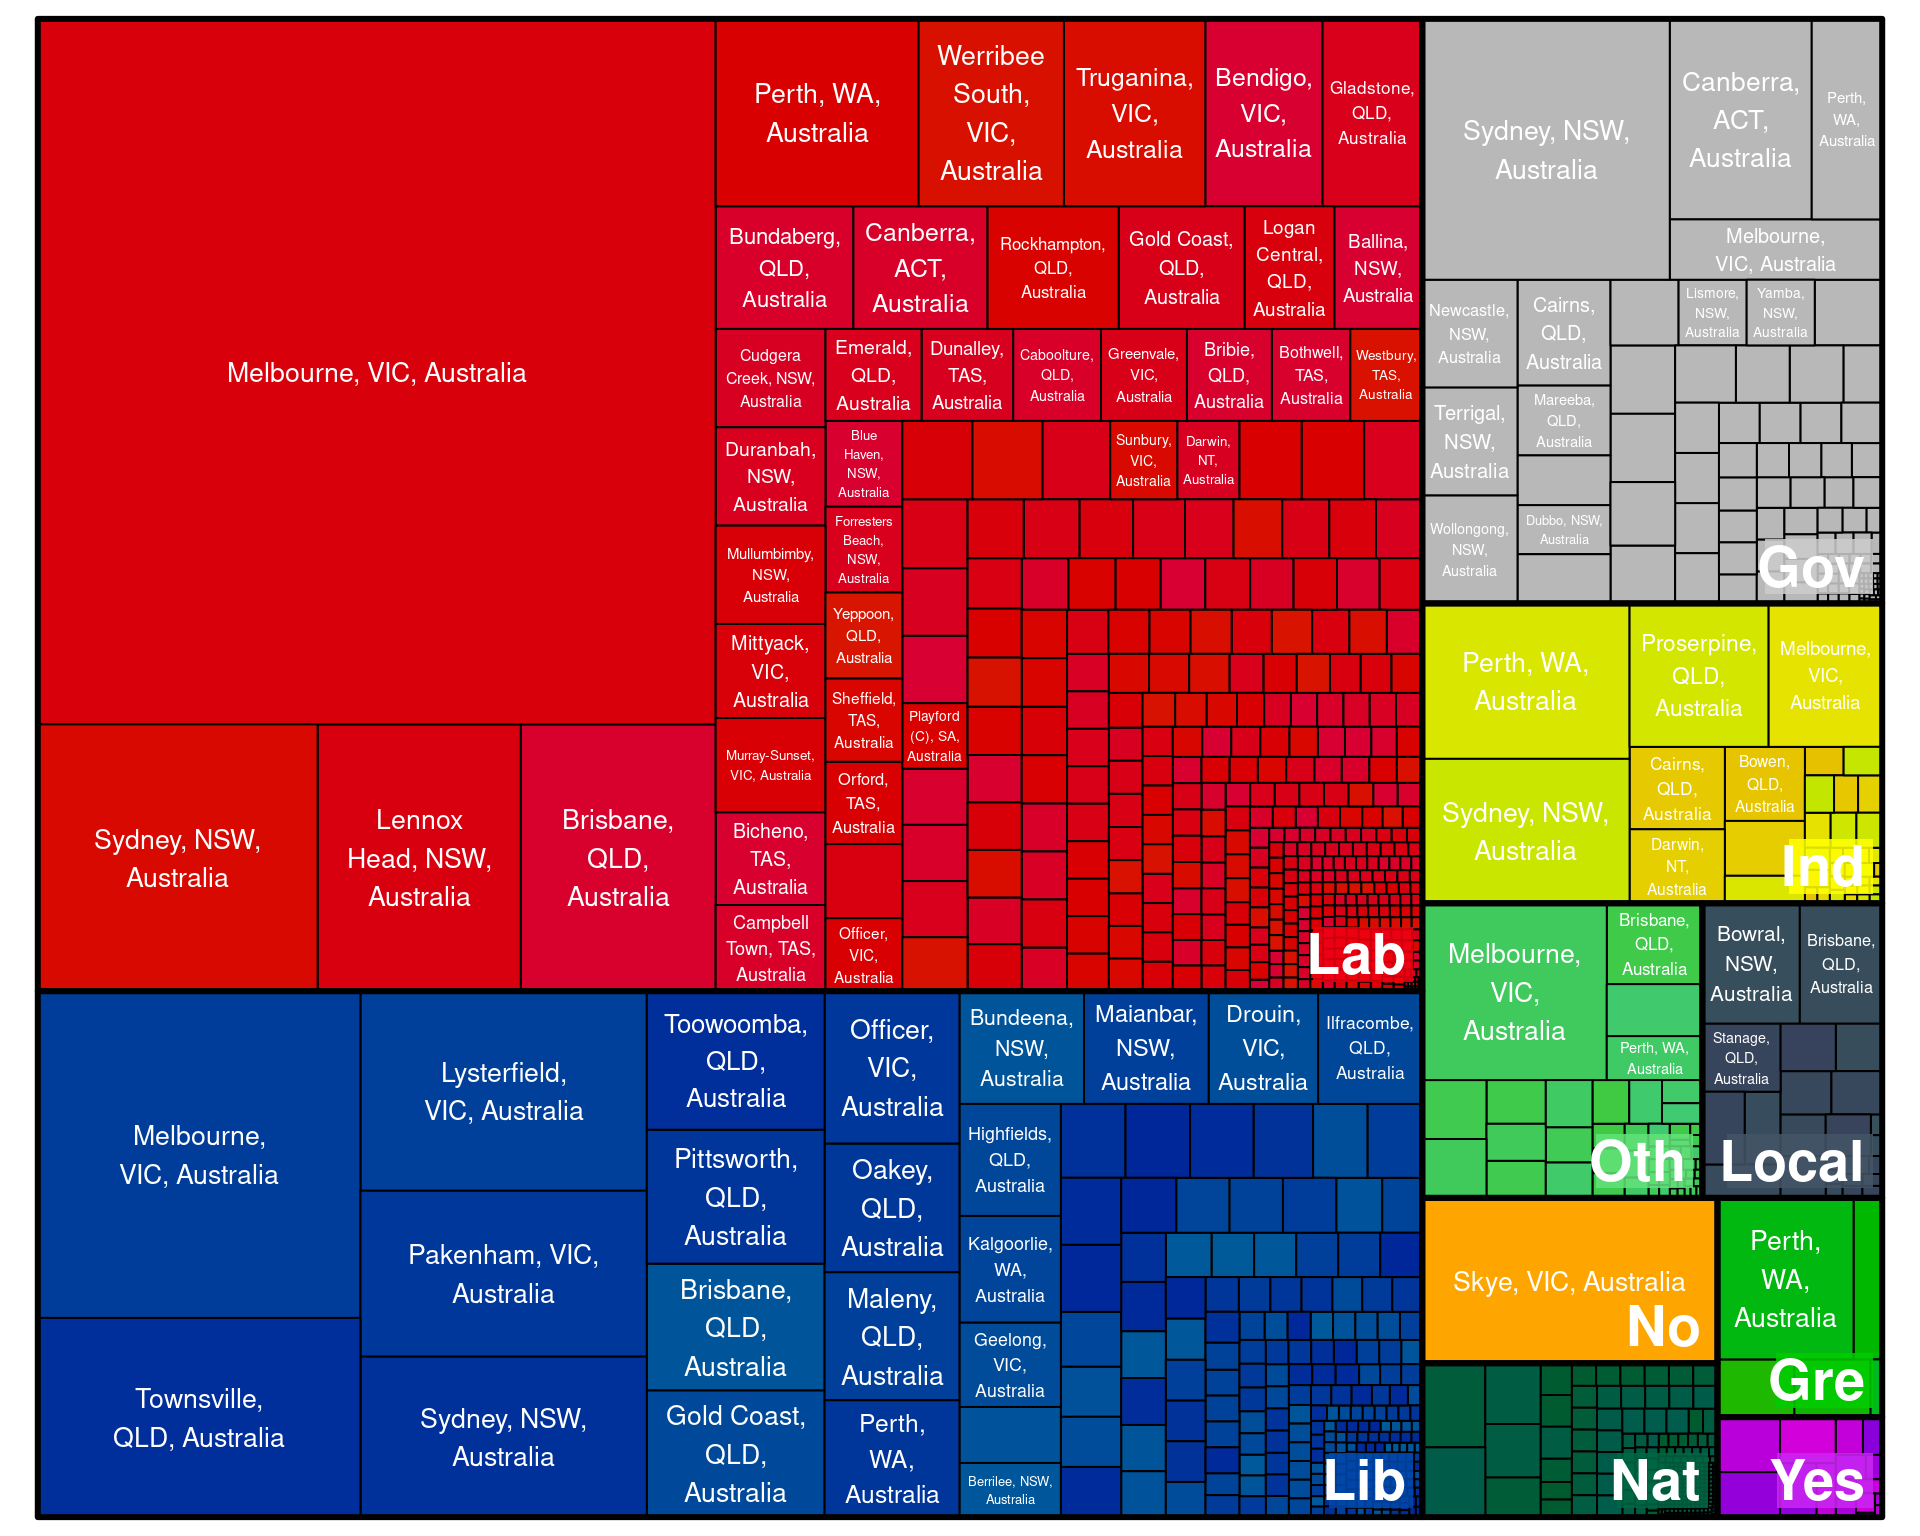 Melbourne, VIC, Australia
Sydney, NSW,
Australia
Lennox
Head, NSW,
Australia
Brisbane,
QLD,
Australia
Perth, WA,
Australia
Werribee
South,
VIC,
Australia
Truganina,
VIC,
Australia
Bendigo,
VIC,
Australia
Gladstone,
QLD,
Australia
Bundaberg,
QLD,
Australia
Canberra,
ACT,
Australia
Rockhampton,
QLD,
Australia
Gold Coast,
QLD,
Australia
Logan
Central,
QLD,
Australia
Ballina,
NSW,
Australia
Cudgera
Creek, NSW,
Australia
Emerald,
QLD,
Australia
Dunalley,
TAS,
Australia
Caboolture,
QLD,
Australia
Greenvale,
VIC,
Australia
Bribie,
QLD,
Australia
Bothwell,
TAS,
Australia
Westbury,
TAS,
Australia
Duranbah,
NSW,
Australia
Blue
Haven,
NSW,
Australia
Sunbury,
VIC,
Australia
Darwin,
NT,
Australia
Mullumbimby,
NSW,
Australia
Forresters
Beach,
NSW,
Australia
Mittyack,
VIC,
Australia
Yeppoon,
QLD,
Australia
Sheffield,
TAS,
Australia
Playford
(C), SA,
Australia
Murray-Sunset,
VIC, Australia
Orford,
TAS,
Australia
Bicheno,
TAS,
Australia
Campbell
Town, TAS,
Australia
Officer,
VIC,
Australia
Lab
Melbourne,
VIC, Australia
Townsville,
QLD, Australia
Lysterfield,
VIC, Australia
Pakenham, VIC,
Australia
Sydney, NSW,
Australia
Toowoomba,
QLD,
Australia
Pittsworth,
QLD,
Australia
Brisbane,
QLD,
Australia
Gold Coast,
QLD,
Australia
Officer,
VIC,
Australia
Oakey,
QLD,
Australia
Maleny,
QLD,
Australia
Perth,
WA,
Australia
Bundeena,
NSW,
Australia
Maianbar,
NSW,
Australia
Drouin,
VIC,
Australia
Ilfracombe,
QLD,
Australia
Highfields,
QLD,
Australia
Kalgoorlie,
WA,
Australia
Geelong,
VIC,
Australia
Berrilee, NSW,
Australia
Lib
Sydney, NSW,
Australia
Canberra,
ACT,
Australia
Perth,
WA,
Australia
Melbourne,
VIC, Australia
Newcastle,
NSW,
Australia
Cairns,
QLD,
Australia
Lismore,
NSW,
Australia
Yamba,
NSW,
Australia
Terrigal,
NSW,
Australia
Mareeba,
QLD,
Australia
Wollongong,
NSW,
Australia
Dubbo, NSW,
Australia
Gov
Perth, WA,
Australia
Proserpine,
QLD,
Australia
Melbourne,
VIC,
Australia
Sydney, NSW,
Australia
Cairns,
QLD,
Australia
Bowen,
QLD,
Australia
Darwin,
NT,
Australia
Ind
Melbourne,
VIC,
Australia
Brisbane,
QLD,
Australia
Perth, WA,
Australia
Oth
Bowral,
NSW,
Australia
Brisbane,
QLD,
Australia
Stanage,
QLD,
Australia
Local
Skye, VIC, Australia
No
Perth,
WA,
Australia
Gre
Nat
Yes